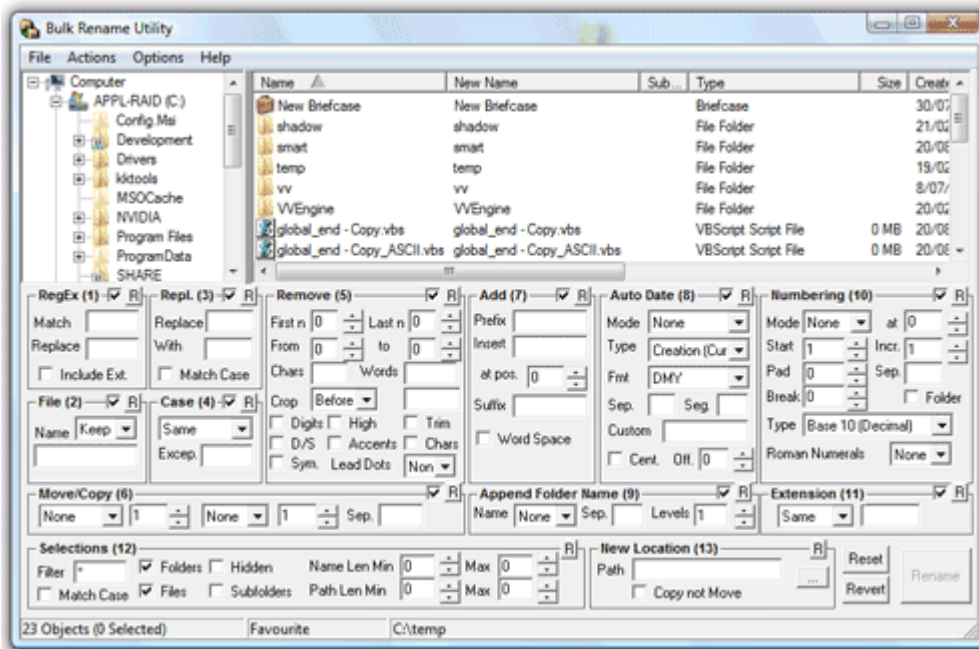 Bulk Rename Utility
File Actions Options Help
Computer
APPL-RAID (C:)
Config.Msi
Development
Drivers
kktools
MSOCache
NVIDIA
Program Files
ProgramData
SHARE
Name New Name Sub... Type Size Create
New Briefcase New Briefcase Briefcase 30/07
shadow shadow File Folder 21/02
smart smart File Folder 20/08
temp temp File Folder 19/02
vv vv File Folder 8/07/
VVEngine VVEngine File Folder 20/02
global_end - Copy.vbs global_end - Copy.vbs VBScript Script File 0 MB 20/08
global_end - Copy_ASCII.vbs global_end - Copy_ASCII.vbs VBScript Script File 0 MB 20/08
RegEx (1) R Repl. (3) R Remove (5) R Add (7) R Auto Date (8) R Numbering (10) R
Match Replace First n 0 Last n 0 Prefix Mode None Mode None at 0
Replace With From 0 to 0 Insert Type Creation (Cur Start 1 Incr. 1
Include Ext. Match Case Chars Words at pos. 0 Fmt DMY Pad 0 Sep.
File (2) R Case (4) R Crop Before Suffix Sep. Seg. Break 0 Folder
Name Keep Same Digits High Trim Word Space Custom Type Base 10 (Decimal)
Excep. D/S Accents Chars Cent. Off. 0 Roman Numerals None
Sym. Lead Dots Non
Move/Copy (6) R Append Folder Name (9) R Extension (11) R
None 1 None 1 Sep. Name None Sep. Levels 1 Same
Selections (12) R New Location (13) R
Filter * Folders Hidden Name Len Min 0 Max 0 Path ... Reset Rename
Match Case Files Subfolders Path Len Min 0 Max 0 Copy not Move Revert
23 Objects (0 Selected) Favourite C:\temp